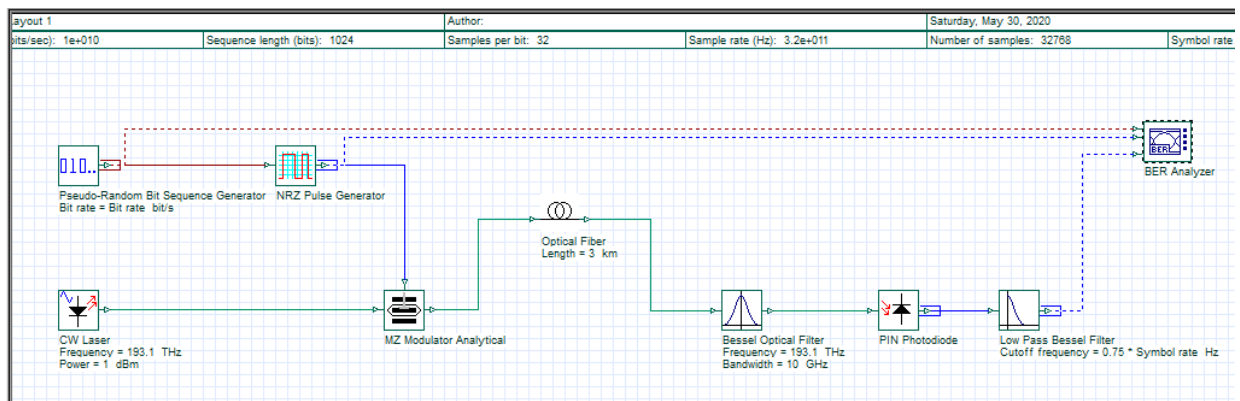 ayout 1 Author: Saturday, May 30, 2020
bits/sec): 1e+010 Sequence length (bits): 1024 Samples per bit: 32 Sample rate (Hz): 3.2e+011 Number of samples: 32768 Symbol rate
BER
BER Analyzer
010..
Pseudo-Random Bit Sequence Generator
Bit rate = Bit rate bit/s
NRZ Pulse Generator
Optical Fiber
Length = 3 km
CW Laser
Frequency = 193.1 THz
Power = 1 dBm
MZ Modulator Analytical
Bessel Optical Filter
Frequency = 193.1 THz
Bandwidth = 10 GHz
PIN Photodiode
Low Pass Bessel Filter
Cutoff frequency = 0.75 * Symbol rate Hz